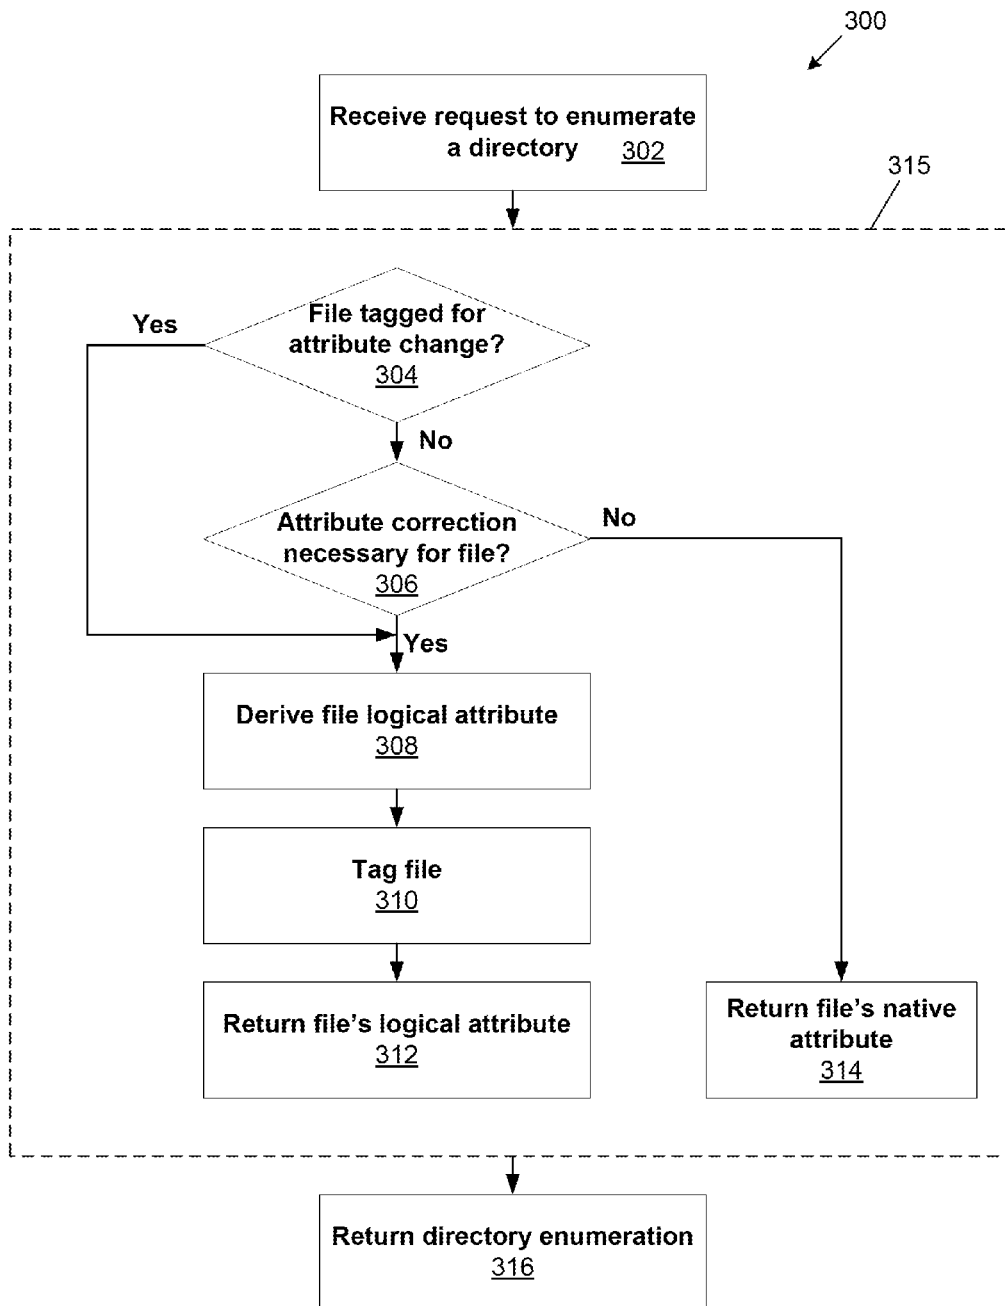 300
Receive request to enumerate
a directory 302
315
File tagged for
attribute change?
304
Yes
No
Attribute correction
necessary for file?
306
No
Yes
Derive file logical attribute
308
Tag file
310
Return file's logical attribute
312
Return file's native
attribute
314
Return directory enumeration
316